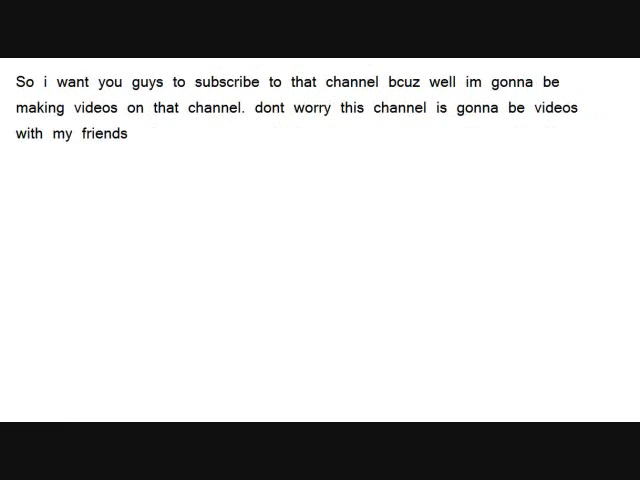 So i want you guys to subscribe to that channel bcuz well im gonna be
making videos on that channel. dont worry this channel is gonna be videos
with my friends